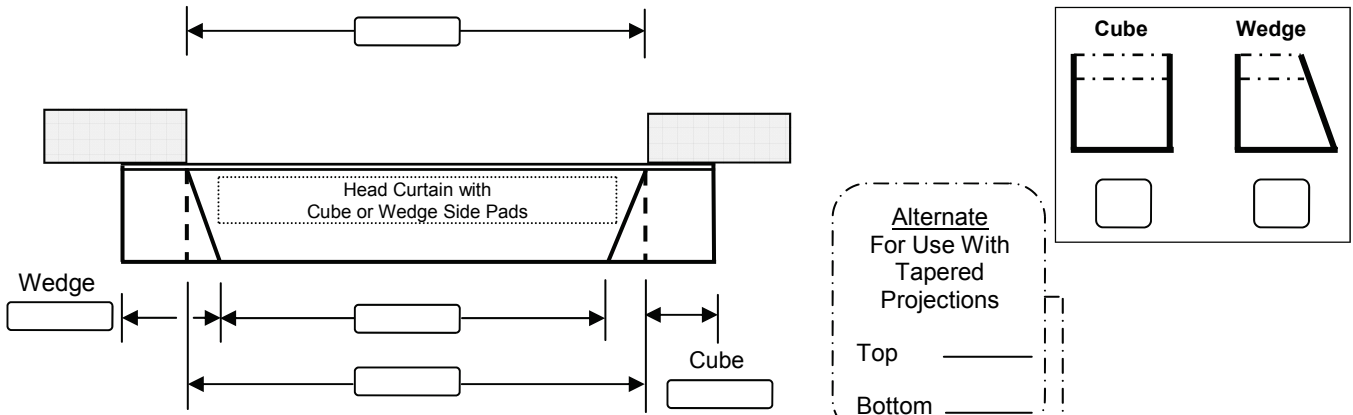 Cube
Wedge
Head Curtain with
Cube or Wedge Side Pads
Alternate
For Use With
Tapered
Projections
Wedge
Top
Cube
Bottom